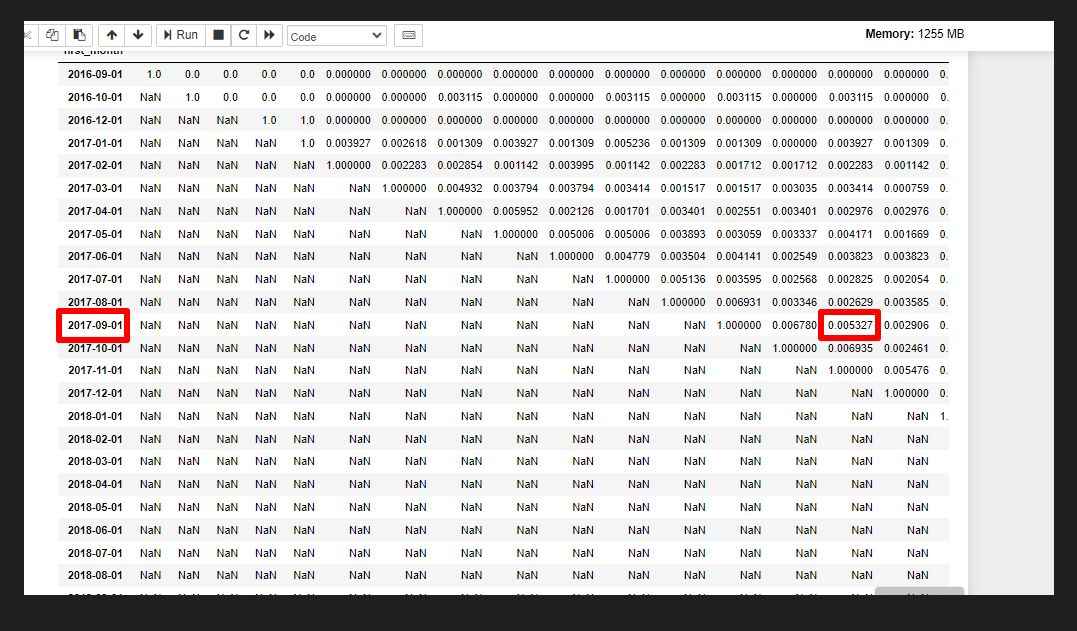 Run Code Memory: 1255 MB
first_month
2016-09-01 1.0 0.0 0.0 0.0 0.0 0.000000 0.000000 0.000000 0.000000 0.000000 0.000000 0.000000 0.000000 0.000000 0.000000 0.000000 0.
2016-10-01 NaN 1.0 0.0 0.0 0.0 0.000000 0.000000 0.003115 0.000000 0.000000 0.003115 0.000000 0.003115 0.000000 0.003115 0.000000 0.
2016-12-01 NaN NaN NaN 1.0 1.0 0.000000 0.000000 0.000000 0.000000 0.000000 0.000000 0.000000 0.000000 0.000000 0.000000 0.000000 0.
2017-01-01 NaN NaN NaN NaN 1.0 0.003927 0.002618 0.001309 0.003927 0.001309 0.005236 0.001309 0.001309 0.000000 0.003927 0.001309 0.
2017-02-01 NaN NaN NaN NaN NaN 1.000000 0.002283 0.002854 0.001142 0.003995 0.001142 0.002283 0.001712 0.001712 0.002283 0.001142 0.
2017-03-01 NaN NaN NaN NaN NaN NaN 1.000000 0.004932 0.003794 0.003794 0.003414 0.001517 0.001517 0.003035 0.003414 0.000759 0.
2017-04-01 NaN NaN NaN NaN NaN NaN NaN 1.000000 0.005952 0.002126 0.001701 0.003401 0.002551 0.003401 0.002976 0.002976 0.
2017-05-01 NaN NaN NaN NaN NaN NaN NaN NaN 1.000000 0.005006 0.005006 0.003893 0.003059 0.003337 0.004171 0.001669 0.
2017-06-01 NaN NaN NaN NaN NaN NaN NaN NaN NaN 1.000000 0.004779 0.003504 0.004141 0.002549 0.003823 0.003823 0.
2017-07-01 NaN NaN NaN NaN NaN NaN NaN NaN NaN NaN 1.000000 0.005136 0.003595 0.002568 0.002825 0.002054 0.
2017-08-01 NaN NaN NaN NaN NaN NaN NaN NaN NaN NaN NaN 1.000000 0.006931 0.003346 0.002629 0.003585 0.
2017-09-01 NaN NaN NaN NaN NaN NaN NaN NaN NaN NaN NaN NaN 1.000000 0.006780 0.005327 0.002906 0.
2017-10-01 NaN NaN NaN NaN NaN NaN NaN NaN NaN NaN NaN NaN NaN 1.000000 0.006935 0.002461 0.
2017-11-01 NaN NaN NaN NaN NaN NaN NaN NaN NaN NaN NaN NaN NaN NaN 1.000000 0.005476 0.
2017-12-01 NaN NaN NaN NaN NaN NaN NaN NaN NaN NaN NaN NaN NaN NaN NaN 1.000000 0.
2018-01-01 NaN NaN NaN NaN NaN NaN NaN NaN NaN NaN NaN NaN NaN NaN NaN NaN 1.
2018-02-01 NaN NaN NaN NaN NaN NaN NaN NaN NaN NaN NaN NaN NaN NaN NaN NaN
2018-03-01 NaN NaN NaN NaN NaN NaN NaN NaN NaN NaN NaN NaN NaN NaN NaN NaN
2018-04-01 NaN NaN NaN NaN NaN NaN NaN NaN NaN NaN NaN NaN NaN NaN NaN NaN
2018-05-01 NaN NaN NaN NaN NaN NaN NaN NaN NaN NaN NaN NaN NaN NaN NaN NaN
2018-06-01 NaN NaN NaN NaN NaN NaN NaN NaN NaN NaN NaN NaN NaN NaN NaN NaN
2018-07-01 NaN NaN NaN NaN NaN NaN NaN NaN NaN NaN NaN NaN NaN NaN NaN NaN
2018-08-01 NaN NaN NaN NaN NaN NaN NaN NaN NaN NaN NaN NaN NaN NaN NaN NaN